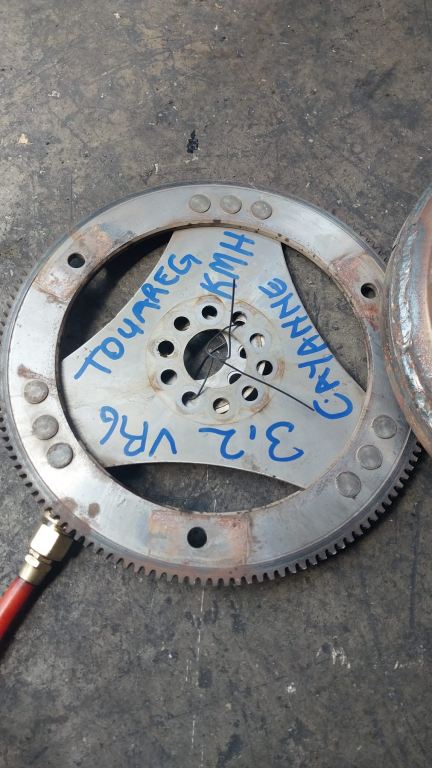 TOUAREG
KMH
CAYANNE
3,2 VR6